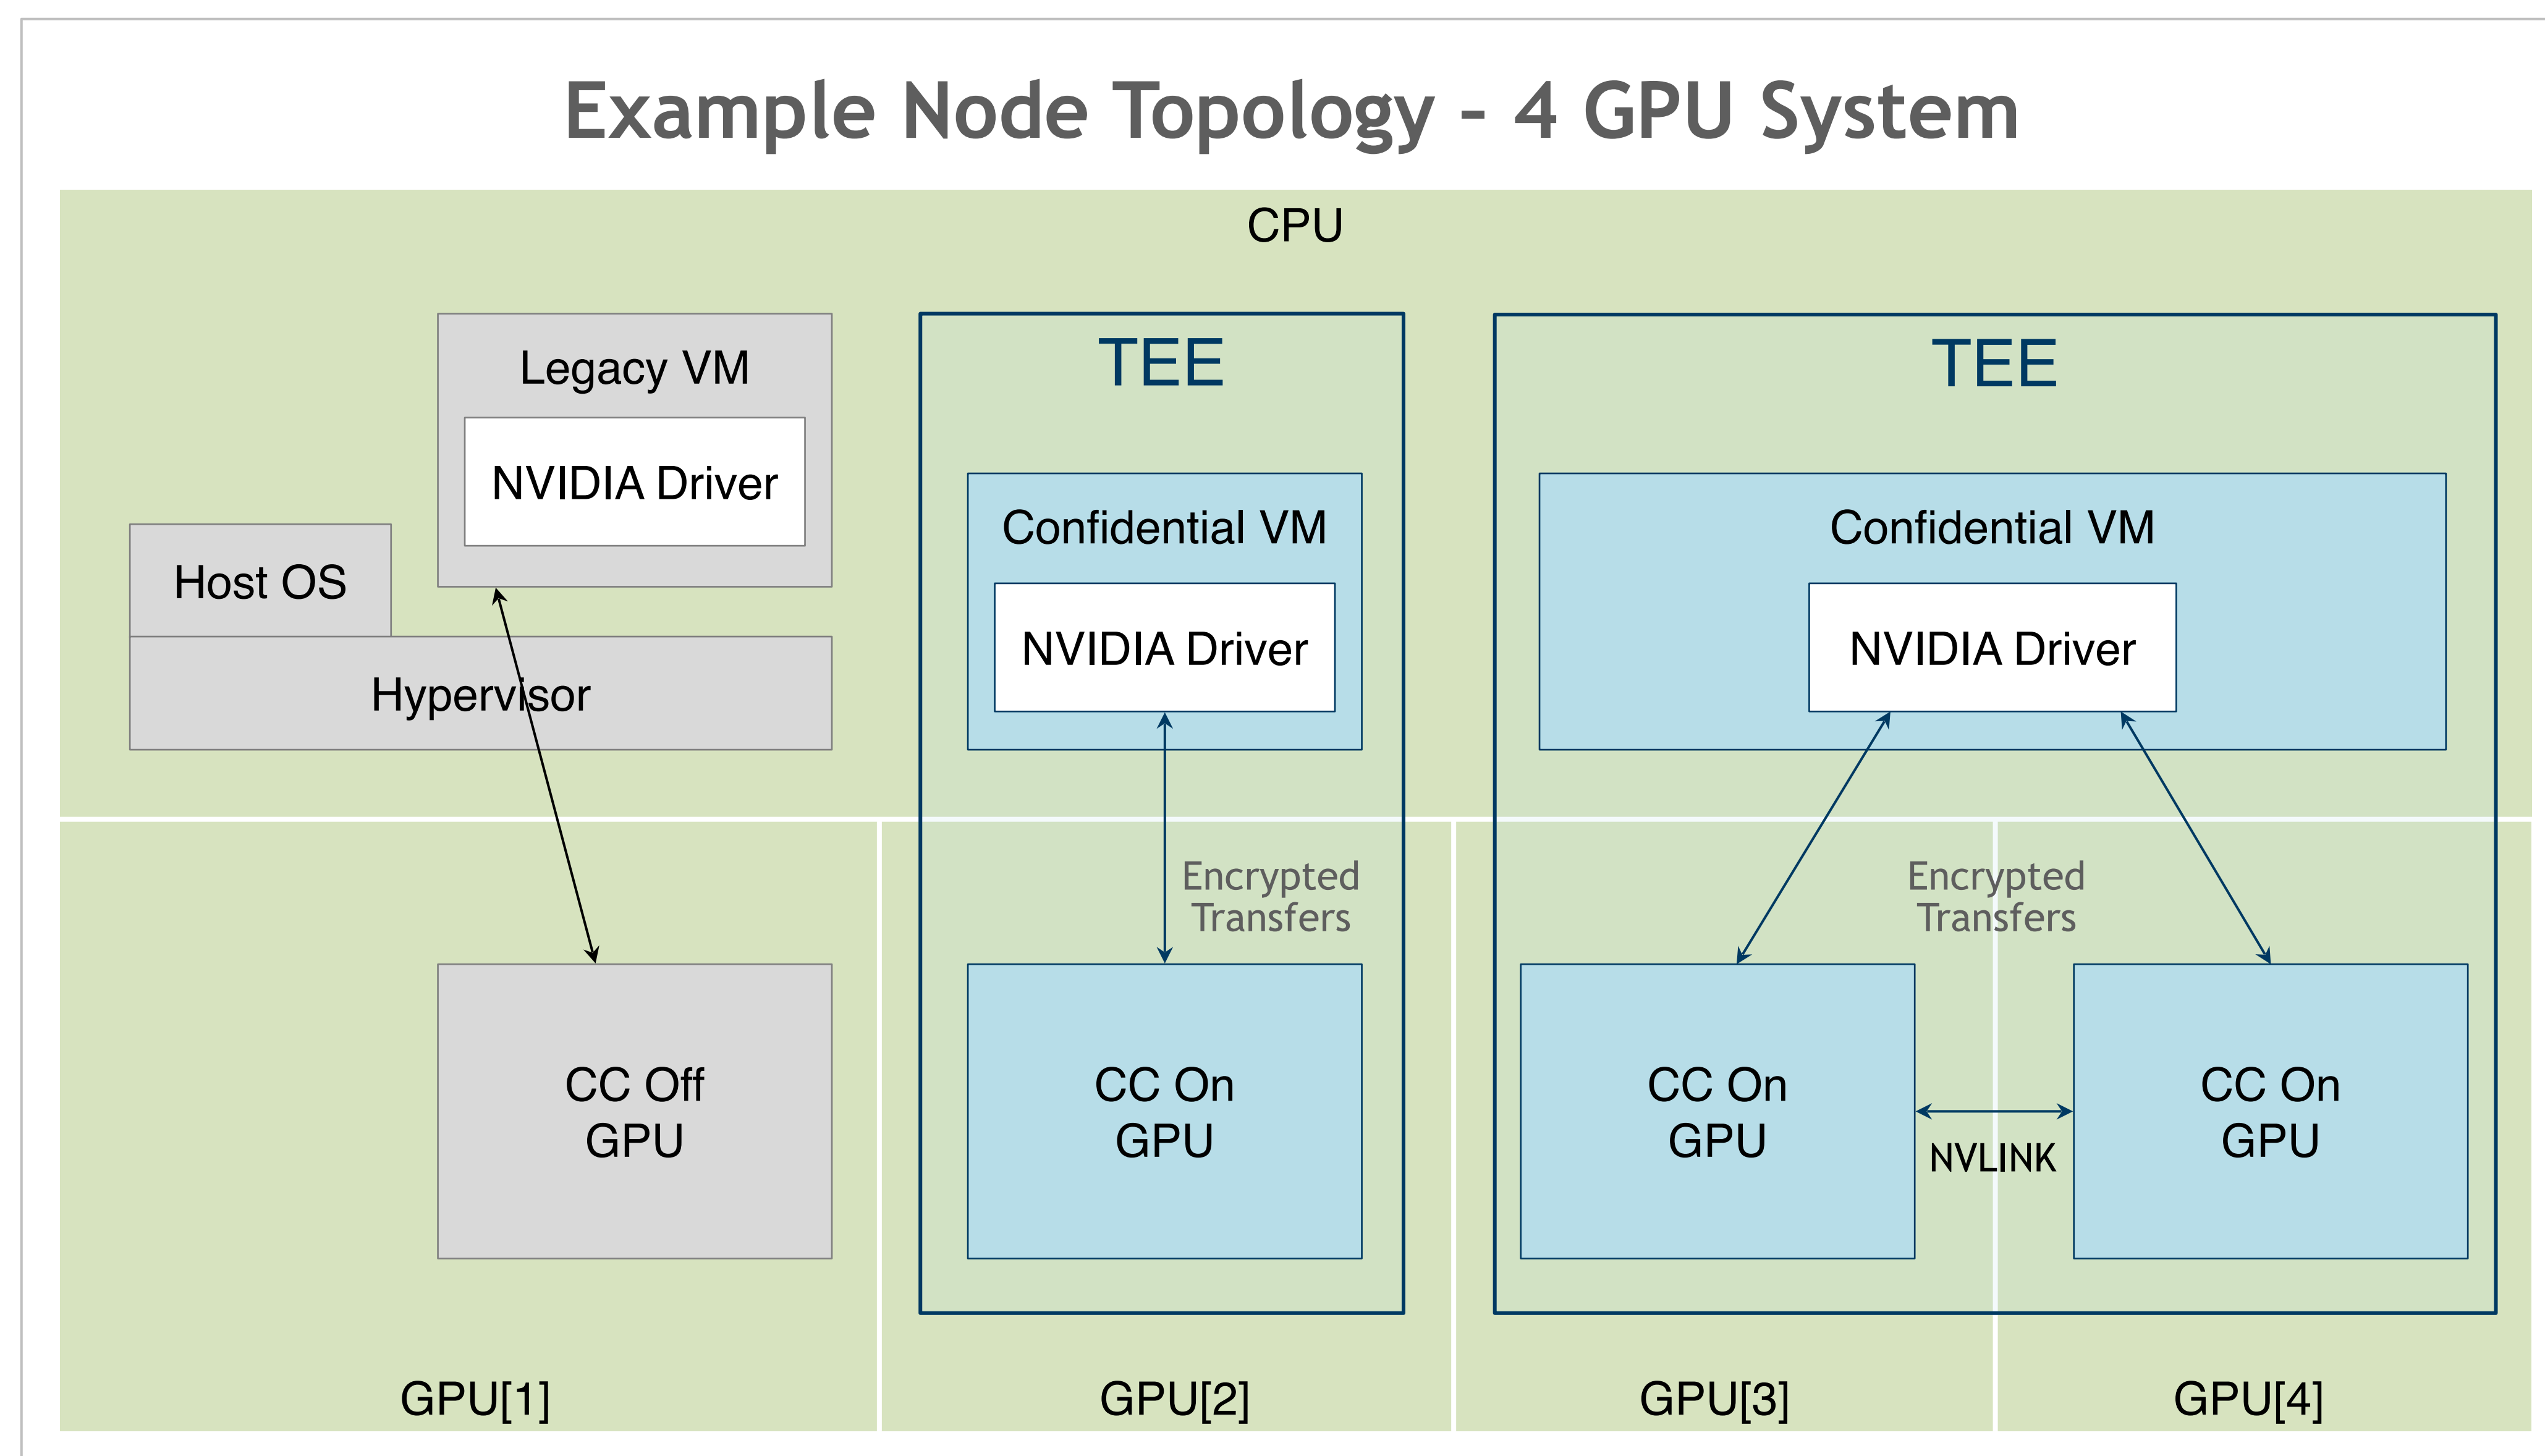 Example Node Topology - 4 GPU System
CPU
Legacy VM
NVIDIA Driver
Host OS
Hypervisor
TEE
Confidential VM
NVIDIA Driver
TEE
Confidential VM
NVIDIA Driver
Encrypted
Transfers
Encrypted
Transfers
CC Off
GPU
CC On
GPU
CC On
GPU
NVLINK
CC On
GPU
GPU[1]
GPU[2]
GPU[3]
GPU[4]